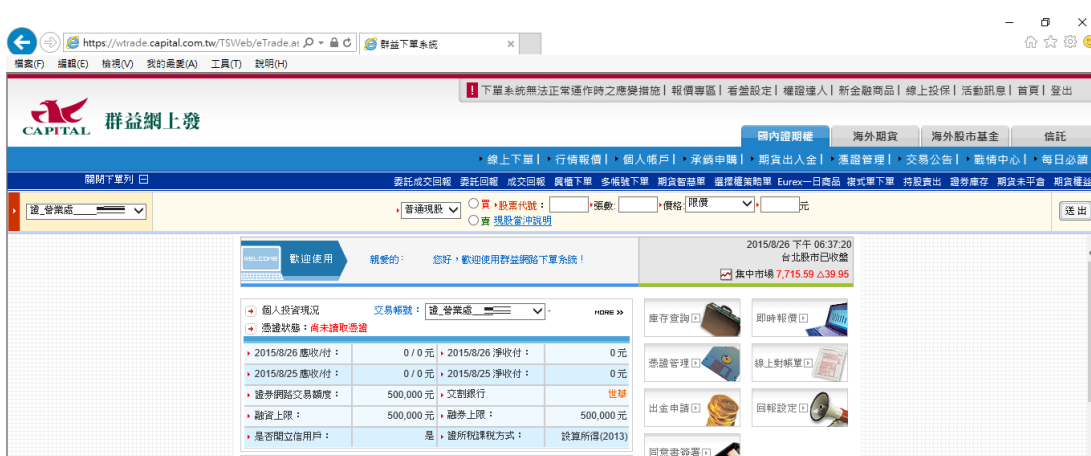 https://wtrade.capital.com.tw/TSWeb/eTrade.a: 群益下單系統
檔案(F) 編輯(E) 檢視(V) 我的最愛(A) 工具(T) 說明(H)
! 下單系統無法正常運作時之應變措施| 報價專區| 看盤設定| 權證達人| 新金融商品| 線上投保| 活動訊息| 首頁| 登出
CAPITAL 群益網上發
國內證期權 海外期貨 海外股市基金 信託
線上下單| 行情報價| 個人帳戶| 承銷申購| 期貨出入金| 憑證管理| 交易公告| 戰情中心| 每日必讀
關閉下單列 委託成交回報 委託回報 成交回報 興櫃下單 多帳號下單 期貨智慧單 選擇權策略單 Eurex一日商品 複式單下單 持股賣出 證券庫存 期貨未平倉 期貨權益
證_營業處 普通現股 買 股票代號: 張數: 價格: 限價 元 送出
賣 現股當沖說明
WELCOME 歡迎使用 親愛的: 您好,歡迎使用群益網路下單系統!
2015/8/26 下午 06:37:20
台北股市已收盤
集中市場 7,715.59 △39.95
個人投資現況 交易帳號: 證_營業處 MORE >>
憑證狀態:尚未讀取憑證
2015/8/26 應收/付: 0 / 0 元 2015/8/26 淨收付: 0 元
2015/8/25 應收/付: 0 / 0 元 2015/8/25 淨收付: 0 元
證券網路交易額度: 500,000 元 交割銀行 世華
融資上限: 500,000 元 融券上限: 500,000 元
是否開立信用戶: 是 證所稅課稅方式: 設算所得(2013)
庫存查詢 即時報價
憑證管理 線上對帳單
出金申請 回報設定
同意書簽署